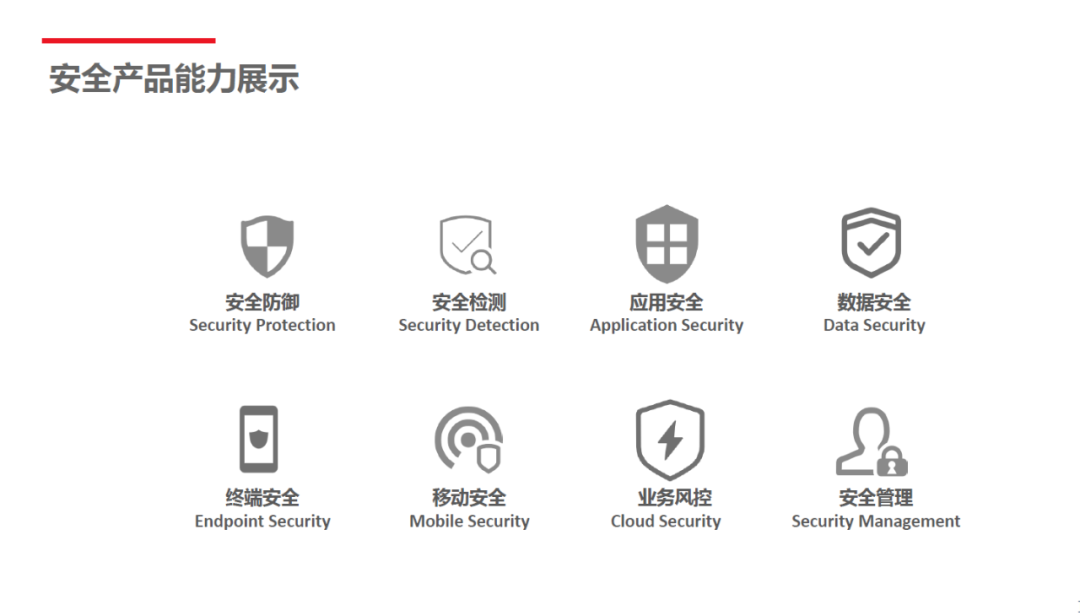 安全产品能力展示
安全防御
Security Protection
安全检测
Security Detection
应用安全
Application Security
数据安全
Data Security
终端安全
Endpoint Security
移动安全
Mobile Security
业务风控
Cloud Security
安全管理
Security Management